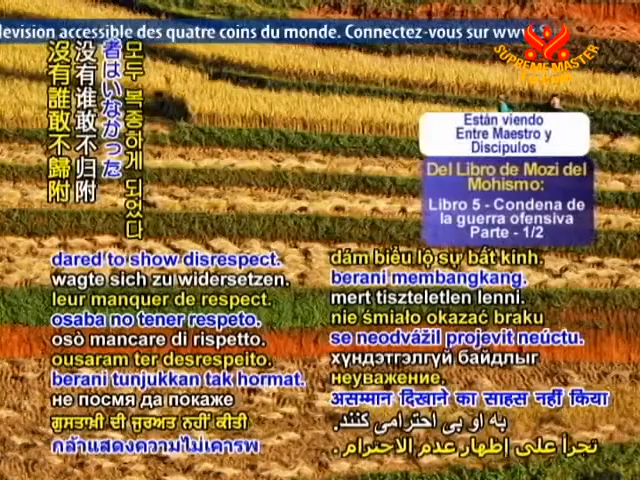 levision accessible des quatre coins du monde. Connectez-vous sur www.S
SUPREME MASTER
沒有誰敢不歸附
没有谁敢不归附
者はいなかった
모두 복종하게 되었다
Están viendo
Entre Maestro y
Discípulos
Del Libro de Mozi del
Mohismo:
Libro 5 - Condena de
la guerra ofensiva
Parte - 1/2
dared to show disrespect.
wagte sich zu widersetzen.
leur manquer de respect.
osaba no tener respeto.
osò mancare di rispetto.
ousaram ter desrespeito.
berani tunjukkan tak hormat.
не посмя да покаже
ਗੁਸਤਾਖ਼ੀ ਦੀ ਜੁਰਅਤ ਨਹੀਂ ਕੀਤੀ
กล้าแสดงความไม่เคารพ
dám biểu lộ sự bất kính.
berani membangkang.
mert tiszteletlen lenni.
nie śmiało okazać braku
se neodvážil projevit neúctu.
хүндэтгэлгүй байдлыг
неуважение.
असम्मान दिखाने का साहस नहीं किया
به او بی احترامی کنند.
تجرأ على إظهار عدم الاحترام.